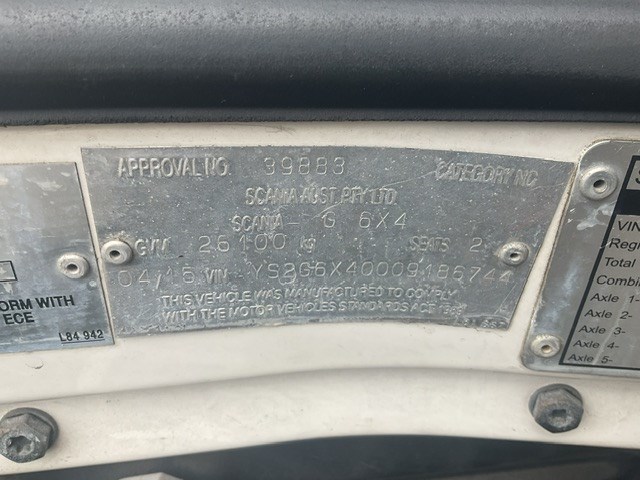 APPROVAL NO. 39883 CATEGORY NC
SCANIA AUST. PTY. LTD.
SCANIA- G 6X4
GVM 26100 kg SEATS 2
04/15 VIN YS2G6X40009186744
THIS VEHICLE WAS MANUFACTURED TO COMPLY
WITH THE MOTOR VEHICLES STANDARDS ACT 1989
ORM WITH
ECE
L84 942
VIN
Regi
Total
Combi
Axle 1-
Axle 2-
Axle 3-
Axle 4-
Axle 5-